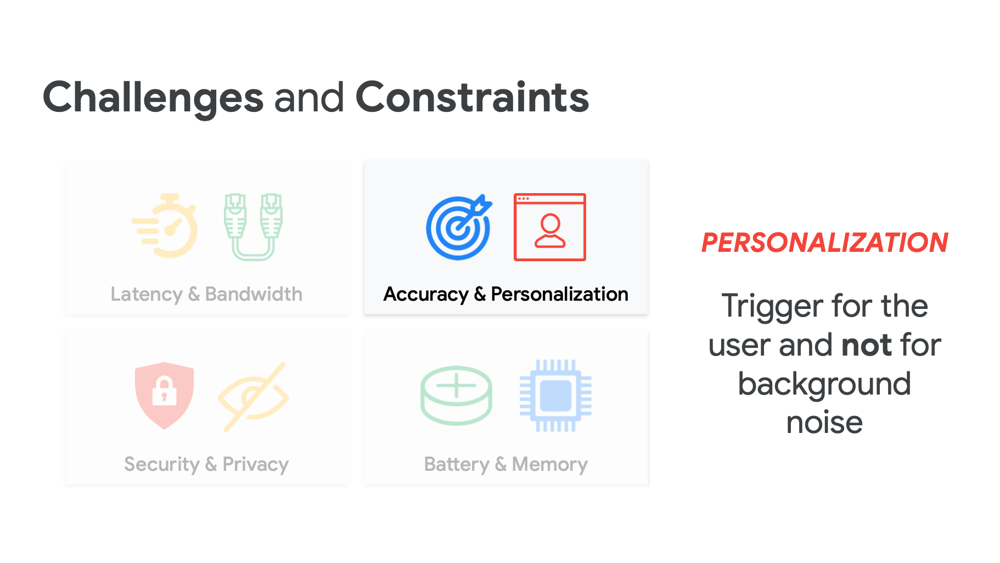 Challenges and Constraints
Latency & Bandwidth
Accuracy & Personalization
Security & Privacy
Battery & Memory
PERSONALIZATION
Trigger for the
user and not for
background
noise